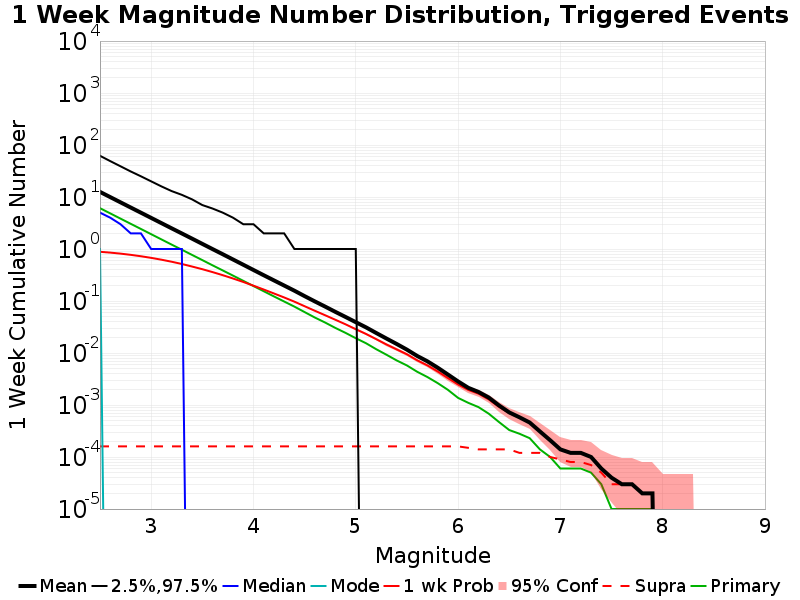 1 Week Magnitude Number Distribution, Triggered Events
1 Week Cumulative Number
10^4
10^3
10^2
10^1
10^0
10^-1
10^-2
10^-3
10^-4
10^-5
3 4 5 6 7 8 9
Magnitude
Mean 2.5%,97.5% Median Mode 1 wk Prob 95% Conf Supra Primary